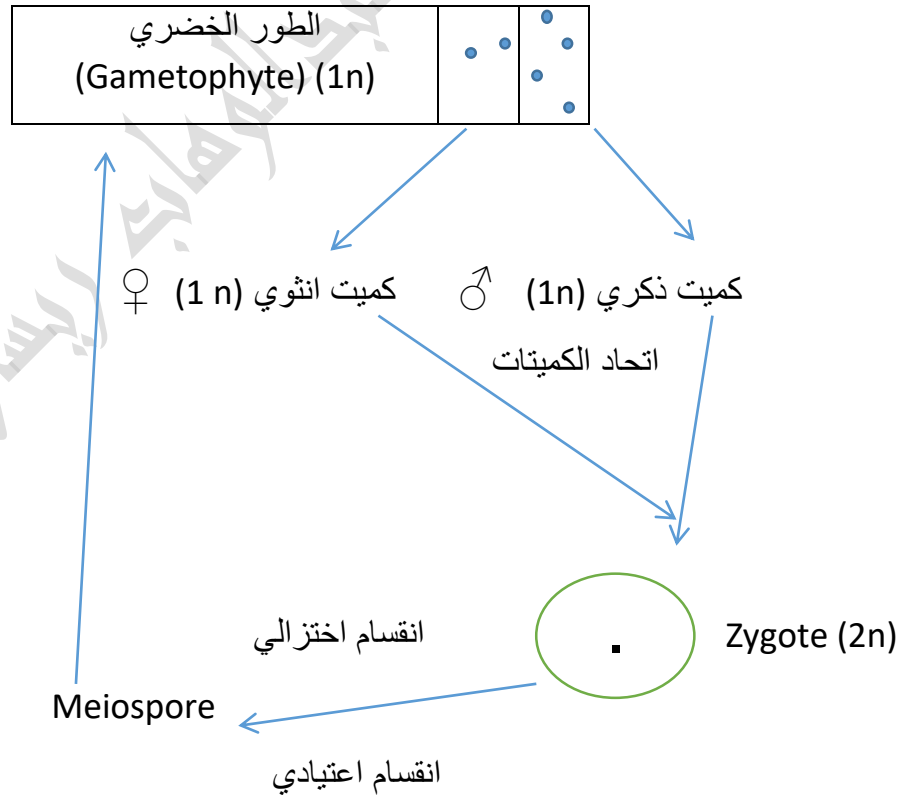 الطور الخضري
(Gametophyte) (1n)
كميت ذكري (1n) ♂
كميت انثوي (1 n) ♀
اتحاد الكميتات
Zygote (2n)
انقسام اختزالي
Meiospore
انقسام اعتيادي